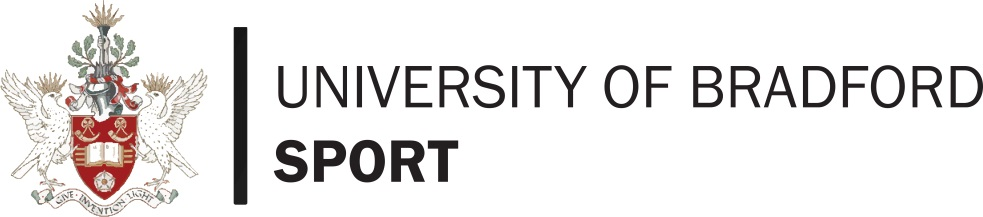 UNIVERSITY OF BRADFORD
SPORT
GIVE · INVENTION · LIGHT